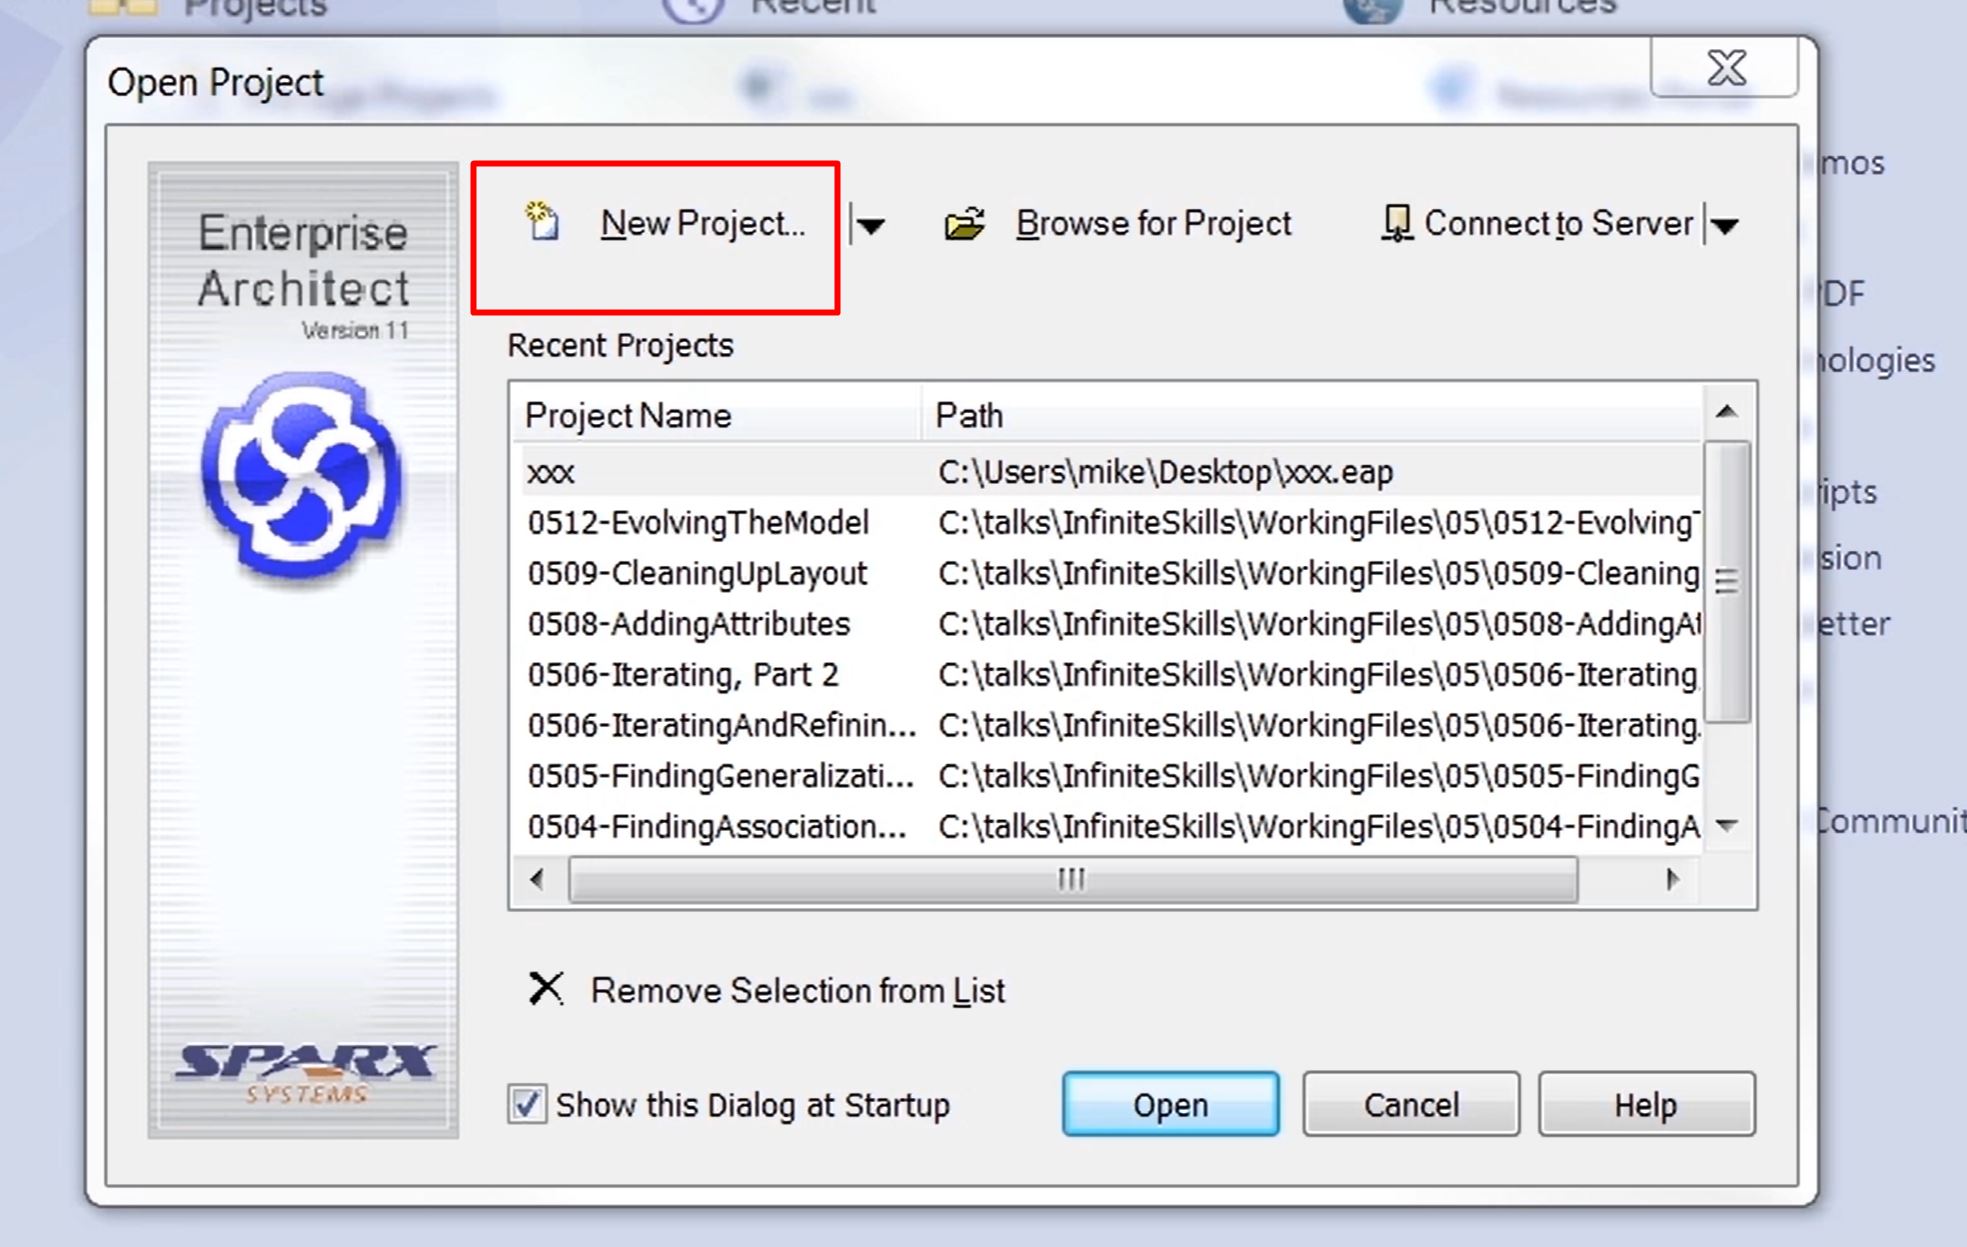 Projects
Recent
Resources
Open Project
mos
Enterprise
Architect
Version 11
New Project...
Browse for Project
Connect to Server
DF
Recent Projects
nologies
Project Name
Path
xxx
C:\Users\mike\Desktop\xxx.eap
ipts
0512-EvolvingTheModel
C:\talks\InfiniteSkills\WorkingFiles\05\0512-Evolving
0509-CleaningUpLayout
C:\talks\InfiniteSkills\WorkingFiles\05\0509-Cleaning
sion
0508-AddingAttributes
C:\talks\InfiniteSkills\WorkingFiles\05\0508-AddingAt
etter
0506-Iterating, Part 2
C:\talks\InfiniteSkills\WorkingFiles\05\0506-Iterating
0506-IteratingAndRefinin...
C:\talks\InfiniteSkills\WorkingFiles\05\0506-Iterating
0505-FindingGeneralizati...
C:\talks\InfiniteSkills\WorkingFiles\05\0505-FindingG
0504-FindingAssociation...
C:\talks\InfiniteSkills\WorkingFiles\05\0504-FindingA
Communit
Remove Selection from List
SPARX
SYSTEMS
Show this Dialog at Startup
Open
Cancel
Help